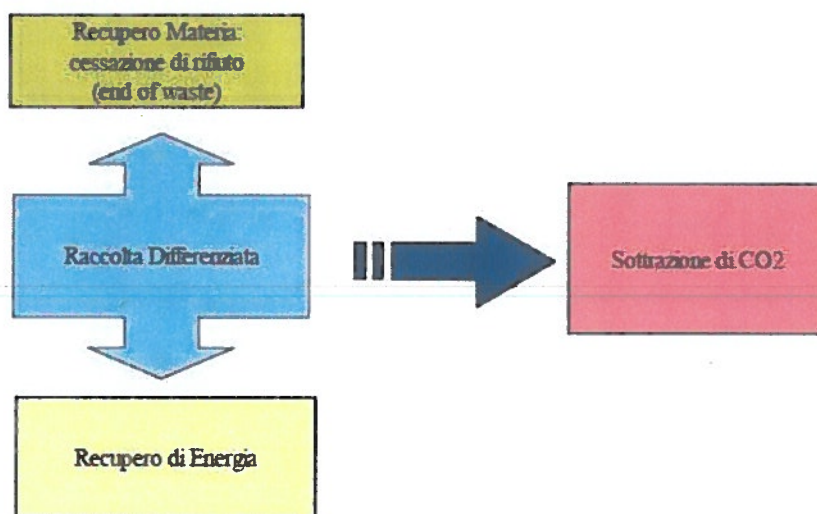 Recupero Materia:
cessazione di rifiuto
(end of waste)
Raccolta Differenziata
Sottrazione di CO2
Recupero di Energia